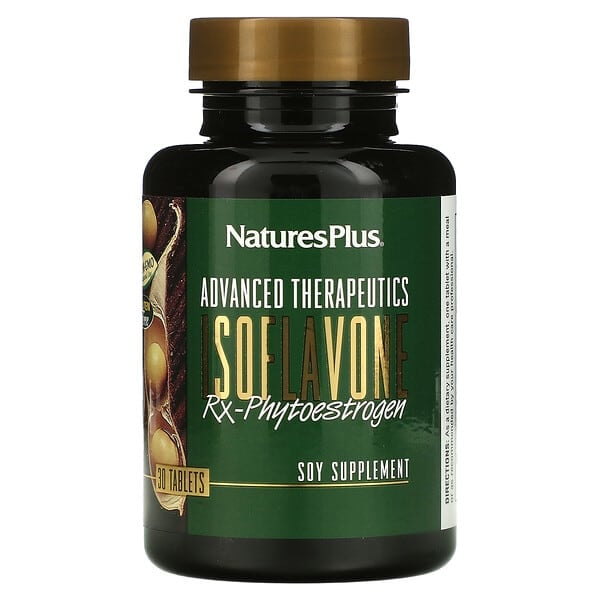 NaturesPlus®
ADVANCED THERAPEUTICS
ISOFLAVONE
Rx-Phytoestrogen
SOY SUPPLEMENT
30 TABLETS
DIRECTIONS: As a dietary supplement, one tablet with a meal
or as recommended by your health care professional.